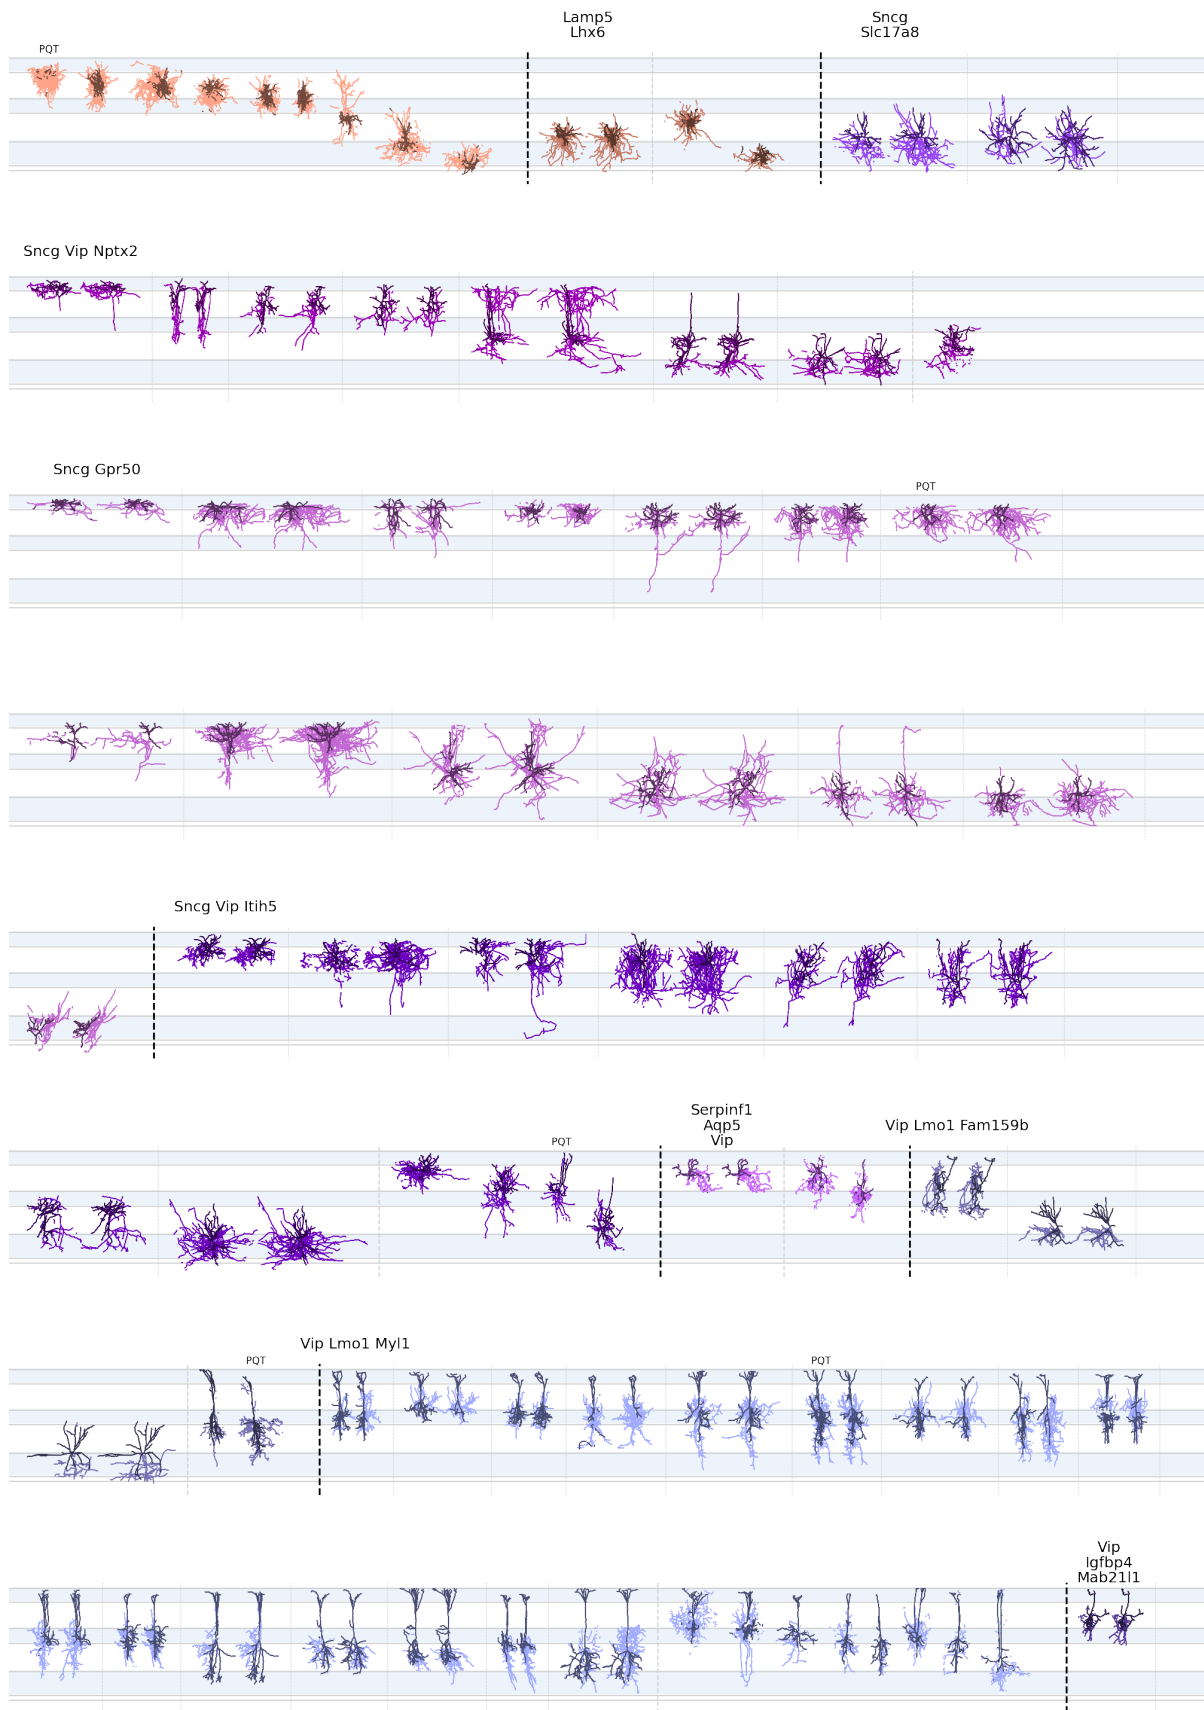 Lamp5
Lhx6
Sncg
Slc17a8
PQT
Sncg Vip Nptx2
Sncg Gpr50
PQT
Sncg Vip Itih5
Serpinf1
Aqp5
Vip
Vip Lmo1 Fam159b
PQT
Vip Lmo1 Myl1
PQT
PQT
Vip
Igfbp4
Mab21l1